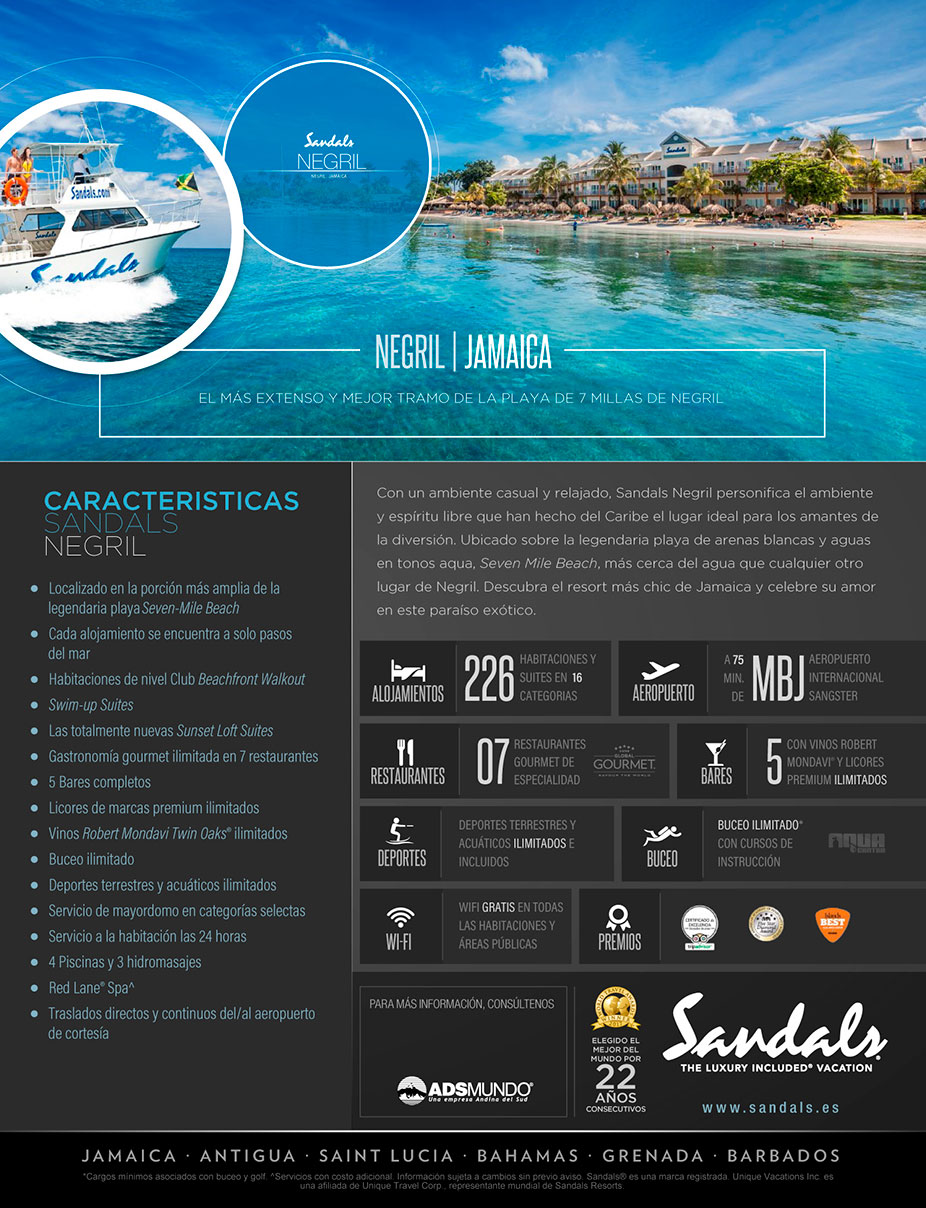 Sandals
NEGRIL
NEGRIL, JAMAICA
Sandals.com
Sandals
Sandals
NEGRIL | JAMAICA
EL MÁS EXTENSO Y MEJOR TRAMO DE LA PLAYA DE 7 MILLAS DE NEGRIL
CARACTERISTICAS
SANDALS
NEGRIL
• Localizado en la porción más amplia de la
legendaria playa Seven-Mile Beach
• Cada alojamiento se encuentra a solo pasos
del mar
• Habitaciones de nivel Club Beachfront Walkout
• Swim-up Suites
• Las totalmente nuevas Sunset Loft Suites
• Gastronomía gourmet ilimitada en 7 restaurantes
• 5 Bares completos
• Licores de marcas premium ilimitados
• Vinos Robert Mondavi Twin Oaks® ilimitados
• Buceo ilimitado
• Deportes terrestres y acuáticos ilimitados
• Servicio de mayordomo en categorías selectas
• Servicio a la habitación las 24 horas
• 4 Piscinas y 3 hidromasajes
• Red Lane® Spa^
• Traslados directos y continuos del/al aeropuerto
de cortesía
Con un ambiente casual y relajado, Sandals Negril personifica el ambiente
y espíritu libre que han hecho del Caribe el lugar ideal para los amantes de
la diversión. Ubicado sobre la legendaria playa de arenas blancas y aguas
en tonos aqua, Seven Mile Beach, más cerca del agua que cualquier otro
lugar de Negril. Descubra el resort más chic de Jamaica y celebre su amor
en este paraíso exótico.
ALOJAMIENTOS
226
HABITACIONES Y
SUITES EN 16
CATEGORIAS
AEROPUERTO
A 75
MIN.
DE
MBJ
AEROPUERTO
INTERNACIONAL
SANGSTER
RESTAURANTES
07
RESTAURANTES
GOURMET DE
ESPECIALIDAD
GLOBAL
GOURMET
BARES
5
CON VINOS ROBERT
MONDAVI® Y LICORES
PREMIUM ILIMITADOS
DEPORTES
DEPORTES TERRESTRES Y
ACUÁTICOS ILIMITADOS E
INCLUIDOS
BUCEO
BUCEO ILIMITADO*
CON CURSOS DE
INSTRUCCIÓN
AQUA
CENTER
WI-FI
WIFI GRATIS EN TODAS
LAS HABITACIONES Y
ÁREAS PÚBLICAS
PREMIOS
CERTIFICADO de
EXCELENCIA
tripadvisor
BEST
PARA MÁS INFORMACIÓN, CONSÚLTENOS
ADSMUNDO®
Una empresa Andina del Sud
WINNER
2017
ELEGIDO EL
MEJOR DEL
MUNDO POR
22
AÑOS
CONSECUTIVOS
Sandals®
THE LUXURY INCLUDED® VACATION
www.sandals.es
JAMAICA · ANTIGUA · SAINT LUCIA · BAHAMAS · GRENADA · BARBADOS
*Cargos mínimos asociados con buceo y golf. ^Servicios con costo adicional. Información sujeta a cambios sin previo aviso. Sandals® es una marca registrada. Unique Vacations Inc. es
una afiliada de Unique Travel Corp., representante mundial de Sandals Resorts.